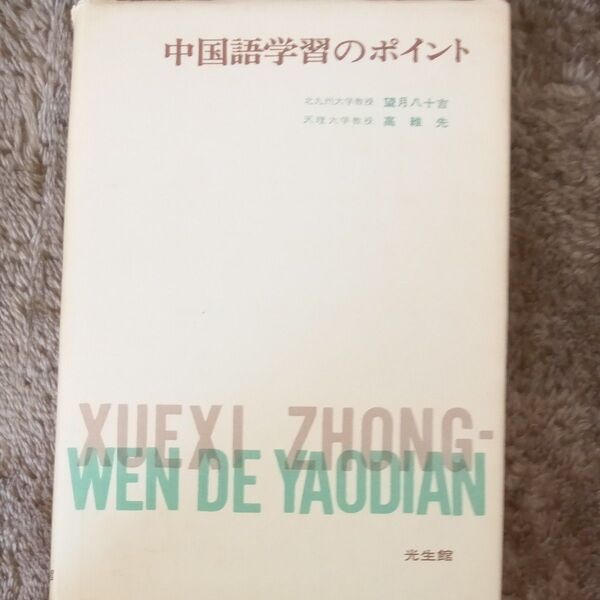 中国語学習のポイント
北九州大学教授 望月八十吉
天理大学教授 高維先
XUEXI ZHONG-
WEN DE YAODIAN
光生館
館